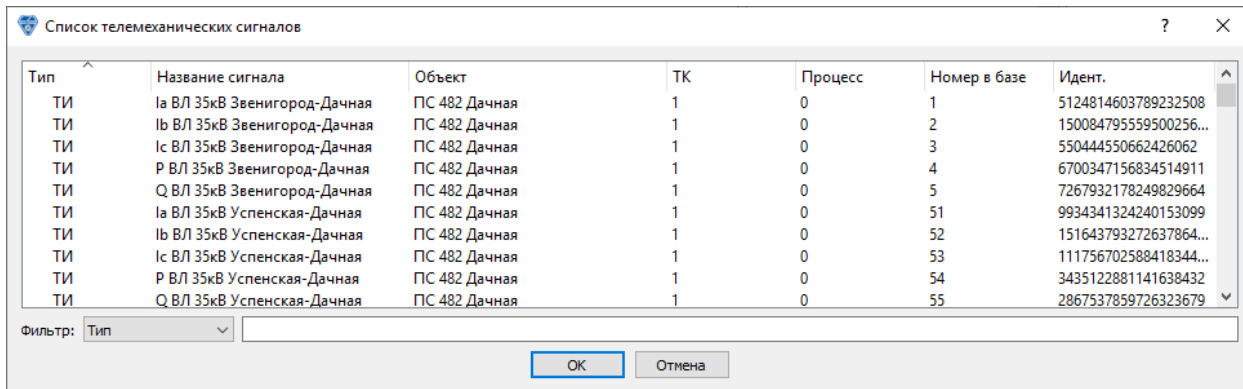 Список телемеханических сигналов ?
Тип Название сигнала Объект ТК Процесс Номер в базе Идент.
ТИ Ia ВЛ 35кВ Звенигород-Дачная ПС 482 Дачная 1 0 1 5124814603789232508
ТИ Ib ВЛ 35кВ Звенигород-Дачная ПС 482 Дачная 1 0 2 150084795559500256...
ТИ Ic ВЛ 35кВ Звенигород-Дачная ПС 482 Дачная 1 0 3 550444550662426062
ТИ P ВЛ 35кВ Звенигород-Дачная ПС 482 Дачная 1 0 4 6700347156834514911
ТИ Q ВЛ 35кВ Звенигород-Дачная ПС 482 Дачная 1 0 5 7267932178249829664
ТИ Ia ВЛ 35кВ Успенская-Дачная ПС 482 Дачная 1 0 51 9934341324240153099
ТИ Ib ВЛ 35кВ Успенская-Дачная ПС 482 Дачная 1 0 52 151643793272637864...
ТИ Ic ВЛ 35кВ Успенская-Дачная ПС 482 Дачная 1 0 53 111756702588418344...
ТИ P ВЛ 35кВ Успенская-Дачная ПС 482 Дачная 1 0 54 3435122881141638432
ТИ Q ВЛ 35кВ Успенская-Дачная ПС 482 Дачная 1 0 55 2867537859726323679
Фильтр: Тип
ОК Отмена